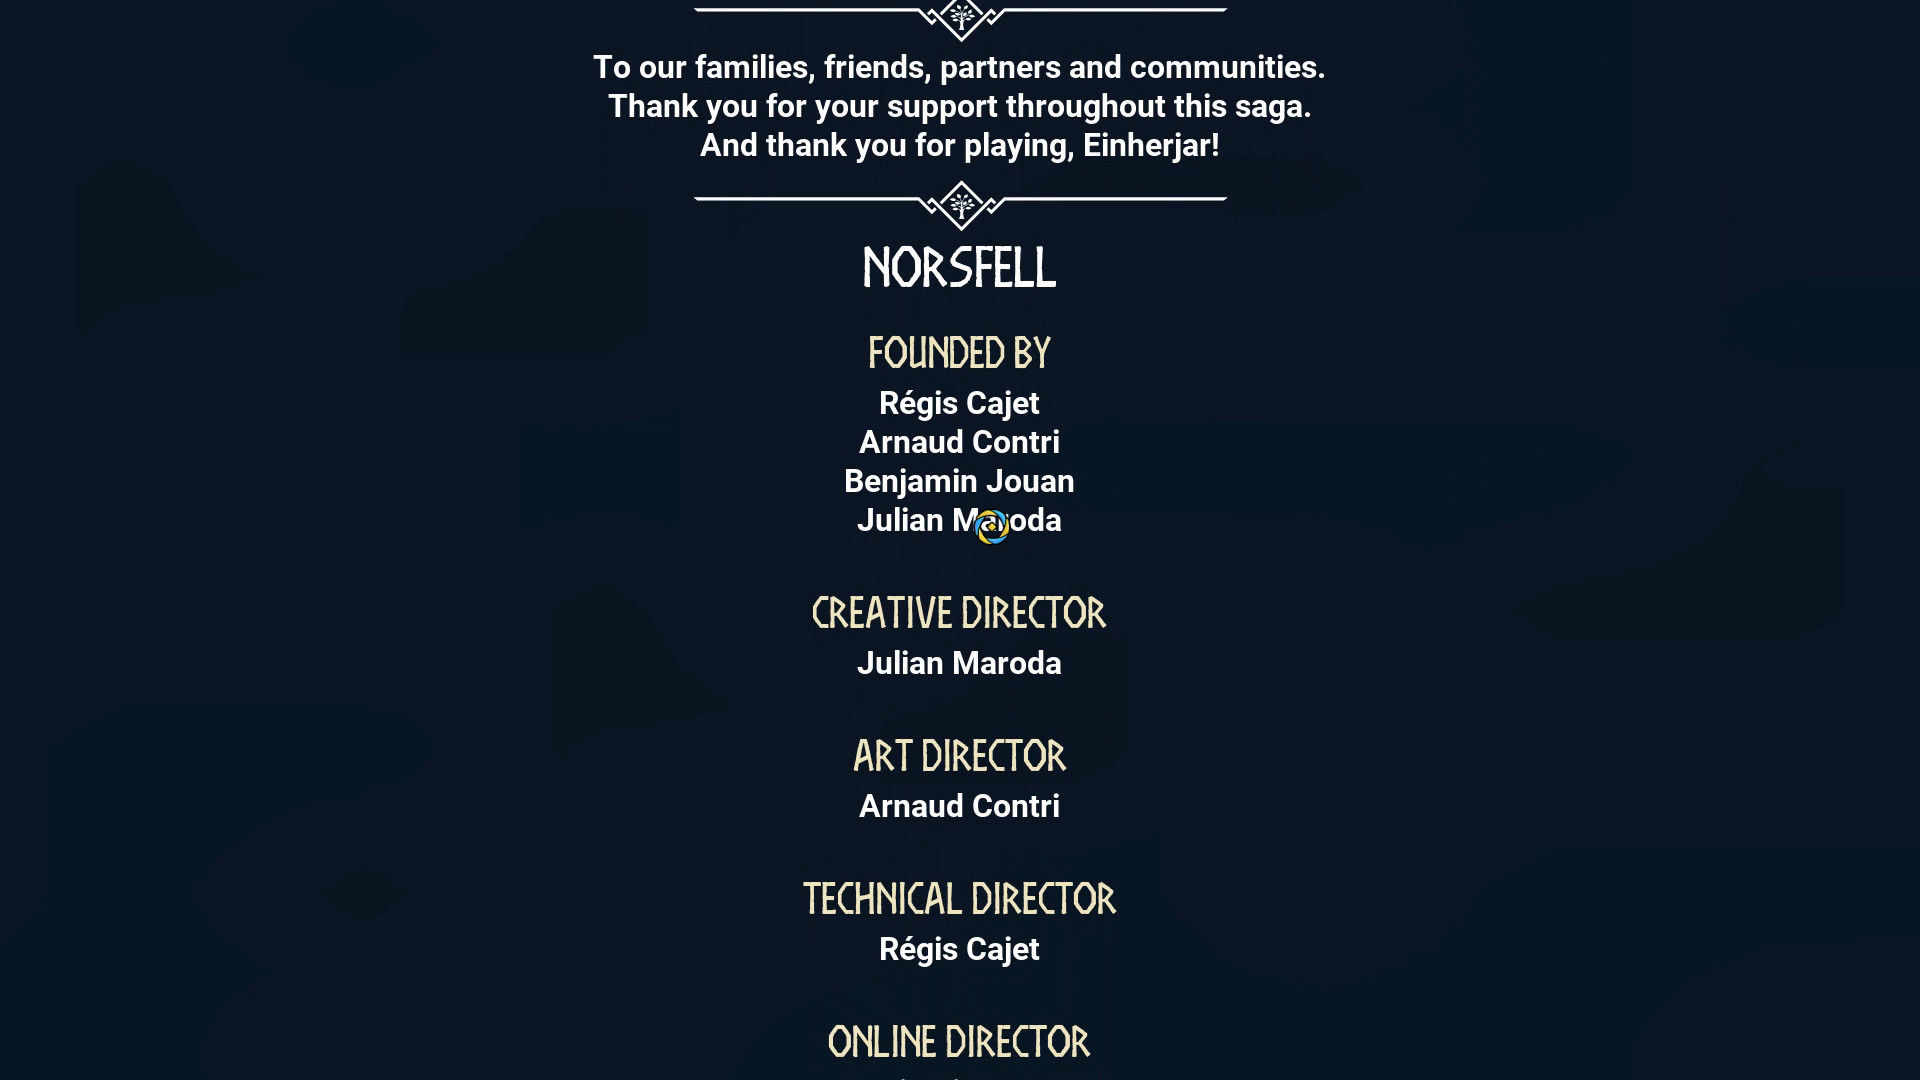 To our families, friends, partners and communities.
Thank you for your support throughout this saga.
And thank you for playing, Einherjar!
NORSFELL
FOUNDED BY
Régis Cajet
Arnaud Contri
Benjamin Jouan
Julian Maroda
CREATIVE DIRECTOR
Julian Maroda
ART DIRECTOR
Arnaud Contri
TECHNICAL DIRECTOR
Régis Cajet
ONLINE DIRECTOR